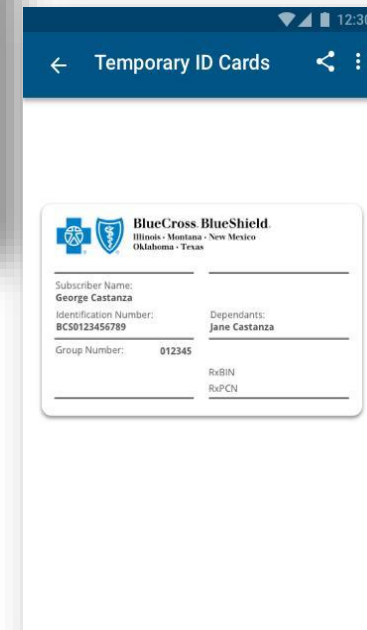 12:30
Temporary ID Cards
BlueCross BlueShield
Illinois - Montana - New Mexico
Oklahoma - Texas
Subscriber Name:
George Castanza
Identification Number:
BCS0123456789
Dependants:
Jane Castanza
Group Number: 012345
RxBIN
RxPCN